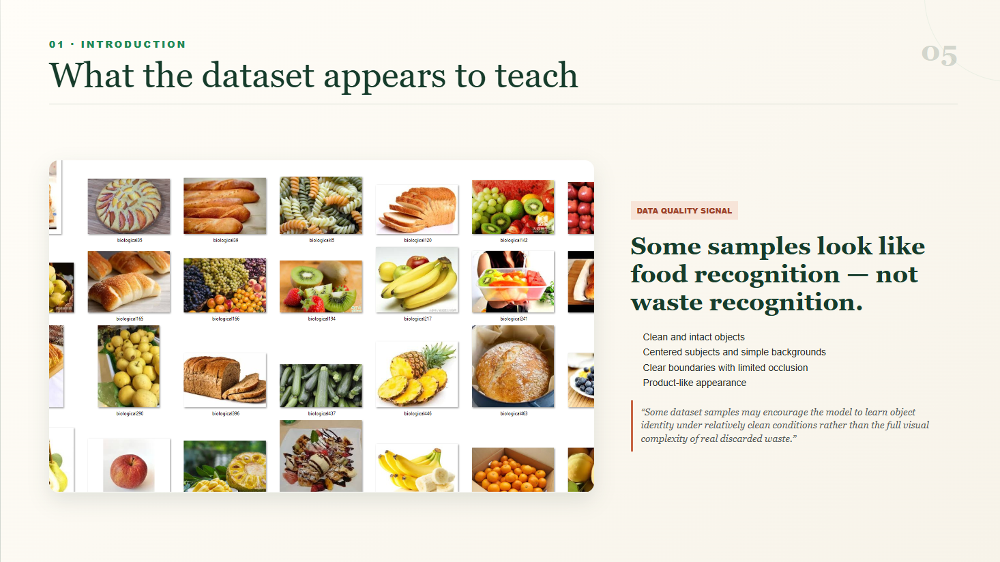 01 · INTRODUCTION
What the dataset appears to teach
05
biological35
biological39
biological45
biological120
biological142
biological165
biological166
biological194
biological217
biological241
biological290
biological396
biological437
biological446
biological463
DATA QUALITY SIGNAL
Some samples look like
food recognition — not
waste recognition.
Clean and intact objects
Centered subjects and simple backgrounds
Clear boundaries with limited occlusion
Product-like appearance
“Some dataset samples may encourage the model to learn object
identity under relatively clean conditions rather than the full visual
complexity of real discarded waste.”